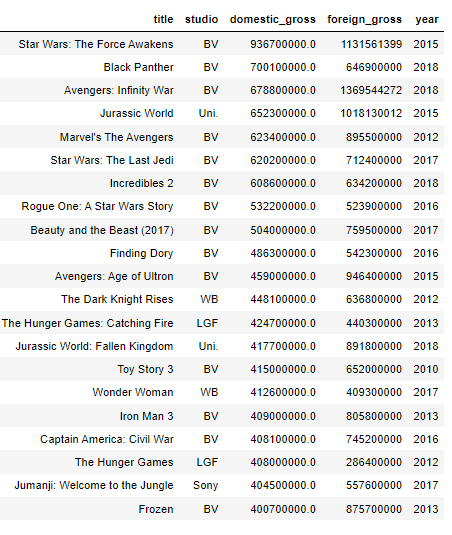 title studio domestic_gross foreign_gross year
Star Wars: The Force Awakens BV 936700000.0 1131561399 2015
Black Panther BV 700100000.0 646900000 2018
Avengers: Infinity War BV 678800000.0 1369544272 2018
Jurassic World Uni. 652300000.0 1018130012 2015
Marvel's The Avengers BV 623400000.0 895500000 2012
Star Wars: The Last Jedi BV 620200000.0 712400000 2017
Incredibles 2 BV 608600000.0 634200000 2018
Rogue One: A Star Wars Story BV 532200000.0 523900000 2016
Beauty and the Beast (2017) BV 504000000.0 759500000 2017
Finding Dory BV 486300000.0 542300000 2016
Avengers: Age of Ultron BV 459000000.0 946400000 2015
The Dark Knight Rises WB 448100000.0 636800000 2012
The Hunger Games: Catching Fire LGF 424700000.0 440300000 2013
Jurassic World: Fallen Kingdom Uni. 417700000.0 891800000 2018
Toy Story 3 BV 415000000.0 652000000 2010
Wonder Woman WB 412600000.0 409300000 2017
Iron Man 3 BV 409000000.0 805800000 2013
Captain America: Civil War BV 408100000.0 745200000 2016
The Hunger Games LGF 408000000.0 286400000 2012
Jumanji: Welcome to the Jungle Sony 404500000.0 557600000 2017
Frozen BV 400700000.0 875700000 2013